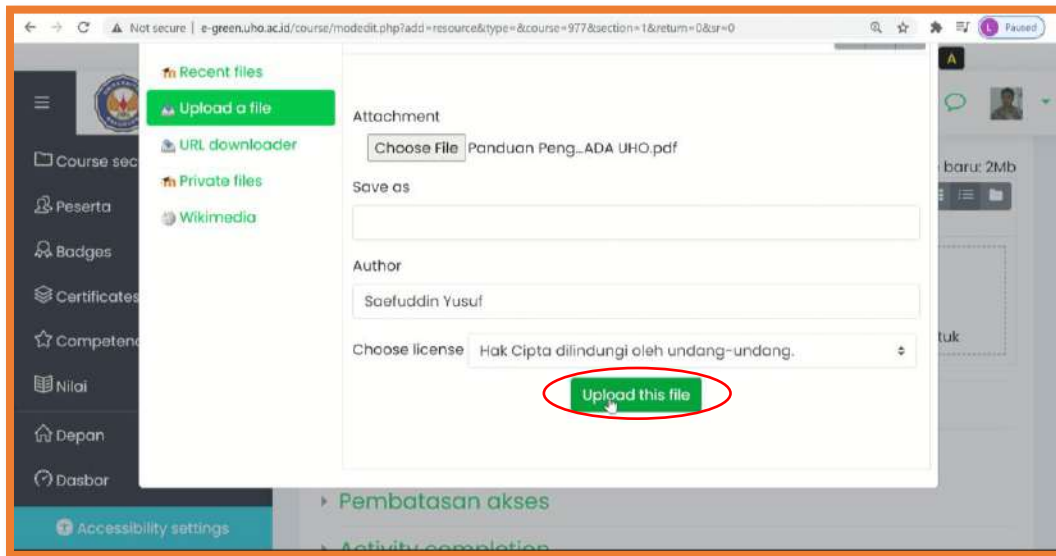 Not secure | e-green.uho.ac.id/course/modedit.php?add=resource&type=&course=977&section=1&return=0&sr=0
L Paused
A
Recent files
Upload a file
URL downloader
Private files
Wikimedia
Attachment
Choose File Panduan Peng_ADA UHO.pdf
Save as
Author
Saefuddin Yusuf
Choose license Hak Cipta dilindungi oleh undang-undang.
Upload this file
Course sec
Peserta
Badges
Certificates
Competenc
Nilai
Depan
Dasbor
Accessibility settings
baru: 2Mb
tuk
Pembatasan akses
Activity completion